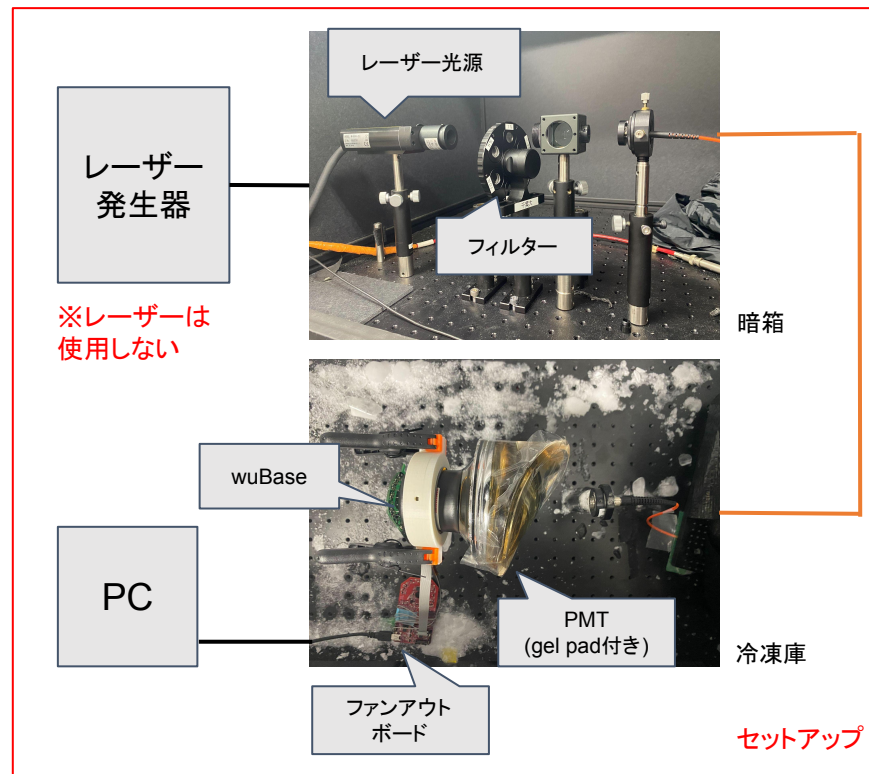 レーザー光源
レーザー
発生器
フィルター
※レーザーは
使用しない
暗箱
wuBase
PC
PMT
(gel pad付き)
冷凍庫
ファンアウト
ボード
セットアップ